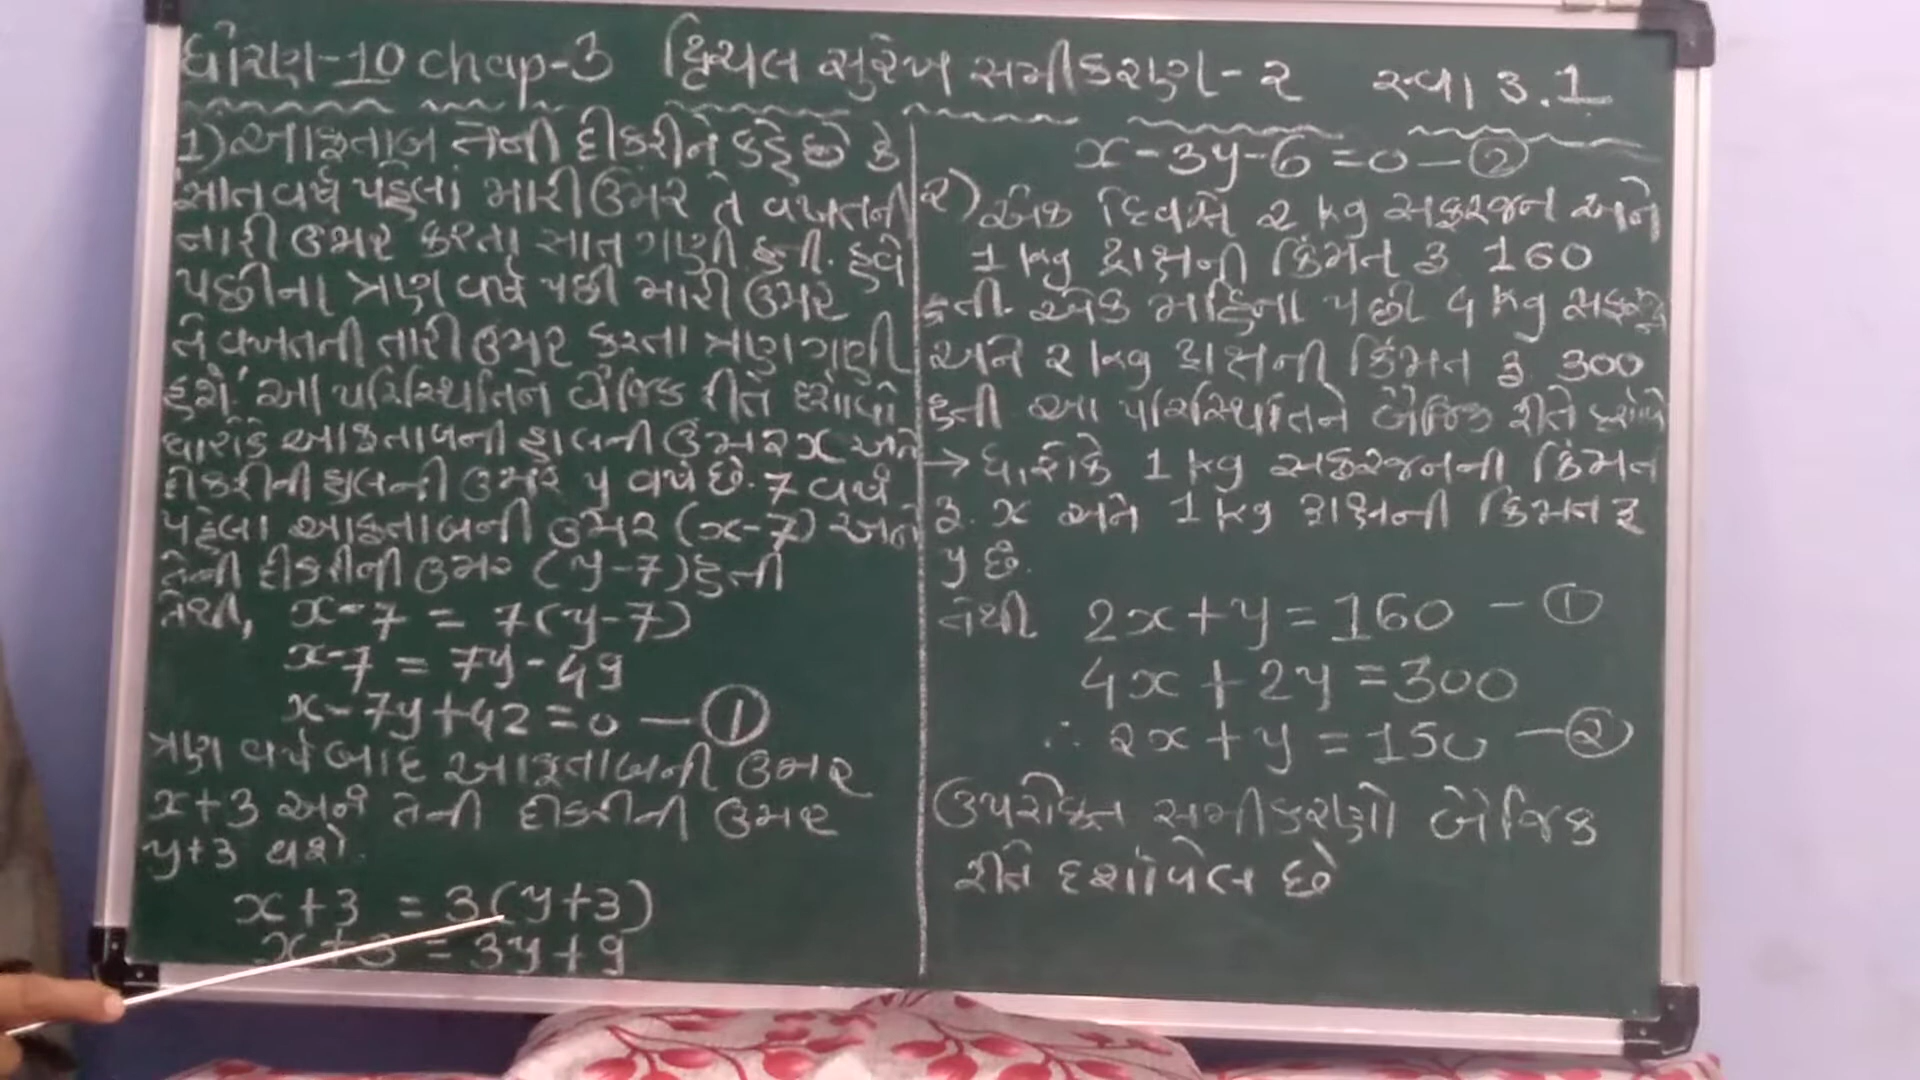 ધોરણ-10 chap-3 દ્વિચલ સુરેખ સમીકરણ-૨ સ્વા 3.1
1) આફતાબ તેની દીકરીને કહે છે કે
'સાત વર્ષ પહેલાં મારી ઉંમર તે વખતની
તારી ઉંમર કરતા સાત ગણી હતી. હવે
પછીના ત્રણ વર્ષ પછી મારી ઉંમર
તે વખતની તારી ઉંમર કરતા ત્રણ ગણી
હશે.' આ પરિસ્થિતિને બૈજિક રીતે દર્શાવો
ધારોકે આફતાબની હાલની ઉંમર x અને
દીકરીની હાલની ઉંમર y વર્ષ છે. 7 વર્ષ
પહેલા આફતાબની ઉંમર (x-7) અને
તેની દીકરીની ઉંમર (y-7) હતી
તેથી, x-7 = 7(y-7)
x-7 = 7y-49
x-7y+42=0 —①
ત્રણ વર્ષ બાદ આફતાબની ઉંમર
x+3 અને તેની દીકરીની ઉંમર
y+3 થશે.
x+3 = 3(y+3)
x+3 = 3y+9
x-3y-6=0 —②
૨) એક દિવસે ૨ kg સફરજન અને
1 kg દ્રાક્ષની કિંમત રૂ 160
હતી. એક મહિના પછી 4 kg સફરજન
અને ૨ kg દ્રાક્ષની કિંમત રૂ 300
હતી આ પરિસ્થિતિને બૈજિક રીતે દર્શાવો
→ ધારોકે 1 kg સફરજનની કિંમત
રૂ. x અને 1 kg દ્રાક્ષની કિંમત રૂ
y છે.
તેથી 2x+y=160 — ①
4x+2y=300
∴ 2x+y=150 —②
ઉપરોક્ત સમીકરણો બૈજિક
રીતે દર્શાવેલ છે